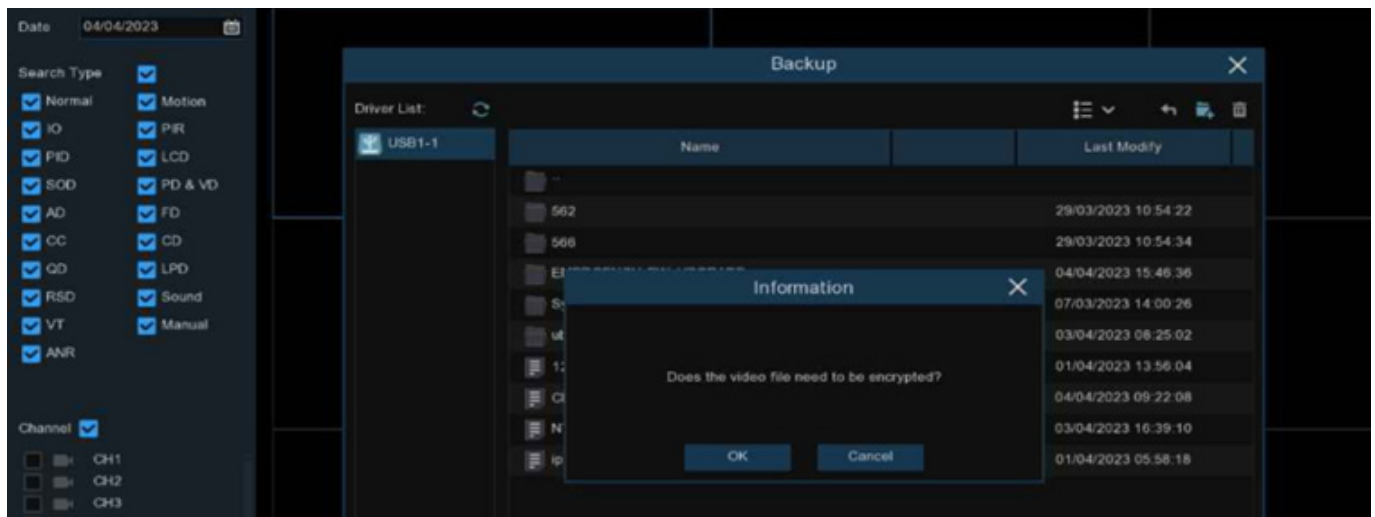 Date 04/04/2023
Search Type
Normal Motion
IO PIR
PID LCD
SOD PD & VD
AD FD
CC CD
QD LPD
RSD Sound
VT Manual
ANR
Channel
CH1
CH2
CH3
Backup
Driver List:
USB1-1
Name Last Modify
..
562 29/03/2023 10:54:22
566 29/03/2023 10:54:34
04/04/2023 15:46:36
07/03/2023 14:00:26
03/04/2023 08:25:02
01/04/2023 13:56:04
04/04/2023 09:22:08
03/04/2023 16:39:10
ip 01/04/2023 05:58:18
Information
Does the video file need to be encrypted?
OK Cancel